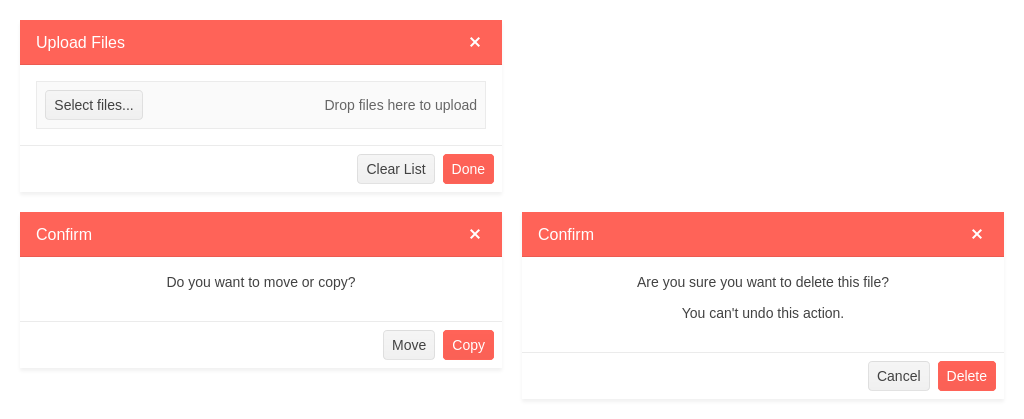 Upload Files
Select files...
Drop files here to upload
Clear List
Done
Confirm
Do you want to move or copy?
Move
Copy
Confirm
Are you sure you want to delete this file?
You can't undo this action.
Cancel
Delete